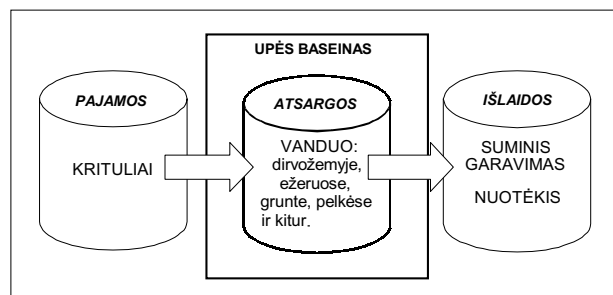 UPĖS BASEINAS
PAJAMOS
KRITULIAI
ATSARGOS
VANDUO:
dirvožemyje,
ežeruose,
grunte, pelkėse
ir kitur.
IŠLAIDOS
SUMINIS
GARAVIMAS
NUOTĖKIS